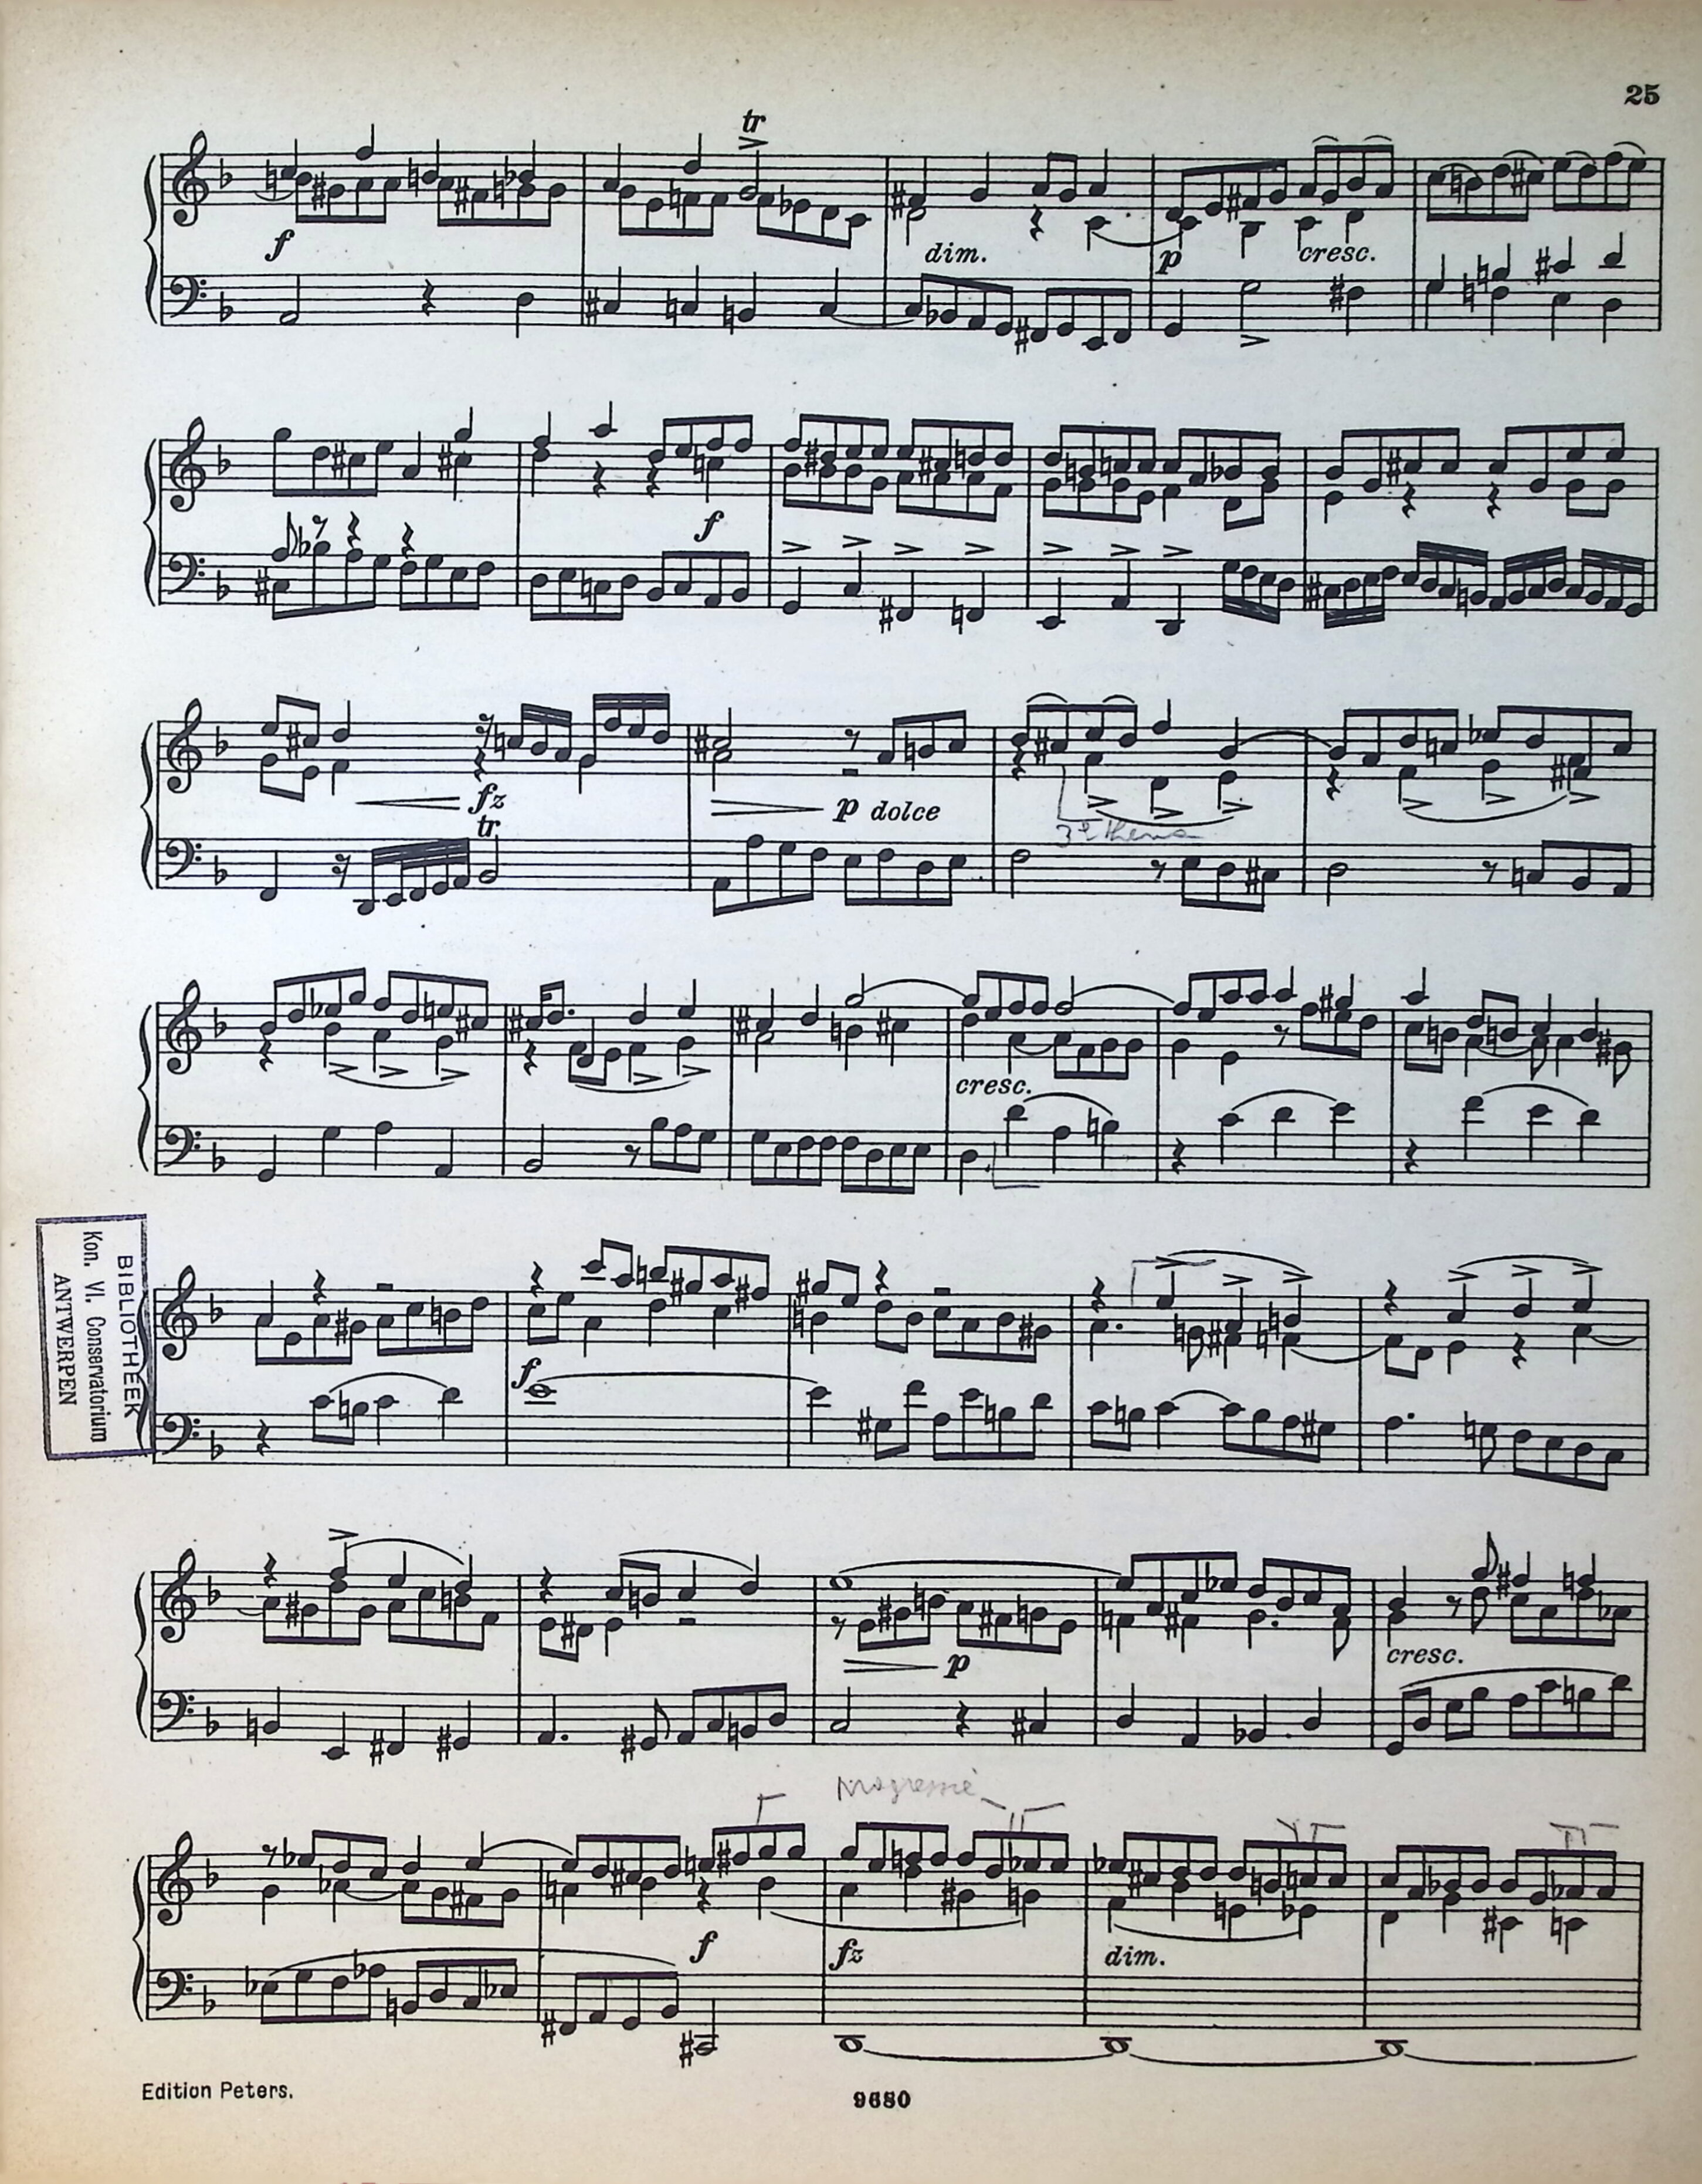 25
tr
f
dim.
p
cresc.
f
fz
tr
p dolce
3e thema
cresc.
BIBLIOTHEEK
Kon. Vl. Conservatorium
ANTWERPEN
f
p
cresc.
progressie
f
fz
dim.
Edition Peters.
9680